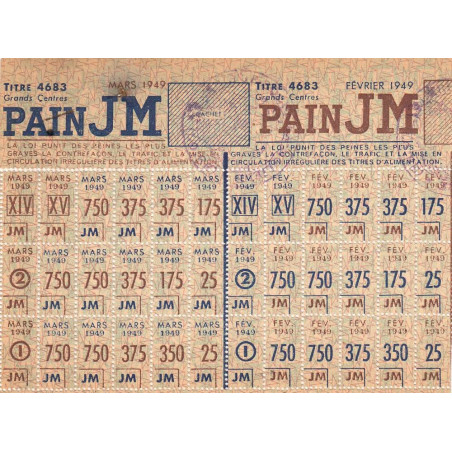 TITRE 4683 MARS 1949
Grands Centres
PAIN JM
CACHET
LA LOI PUNIT DES PEINES LES PLUS
GRAVES LA CONTREFAÇON, LE TRAFIC ET LA MISE EN
CIRCULATION IRRÉGULIÈRE DES TITRES D'ALIMENTATION.
MARS 1949 MARS 1949 MARS 1949 MARS 1949 MARS 1949 MARS 1949
XIV XV 750 375 375 175
JM JM JM JM JM JM
MARS 1949 MARS 1949 MARS 1949 MARS 1949 MARS 1949 MARS 1949
2 750 750 375 175 25
JM JM JM JM JM JM
MARS 1949 MARS 1949 MARS 1949 MARS 1949 MARS 1949 MARS 1949
1 750 750 375 350 25
JM JM JM JM JM JM
TITRE 4683 FÉVRIER 1949
Grands Centres
PAIN JM
LA LOI PUNIT DES PEINES LES PLUS
GRAVES LA CONTREFAÇON, LE TRAFIC ET LA MISE EN
CIRCULATION IRRÉGULIÈRE DES TITRES D'ALIMENTATION.
FÉV. 1949 FÉV. 1949 FÉV. 1949 FÉV. 1949 FÉV. 1949 FÉV. 1949
XIV XV 750 375 375 175
JM JM JM JM JM JM
FÉV. 1949 FÉV. 1949 FÉV. 1949 FÉV. 1949 FÉV. 1949 FÉV. 1949
2 750 750 375 175 25
JM JM JM JM JM JM
FÉV. 1949 FÉV. 1949 FÉV. 1949 FÉV. 1949 FÉV. 1949 FÉV. 1949
1 750 750 375 350 25
JM JM JM JM JM JM